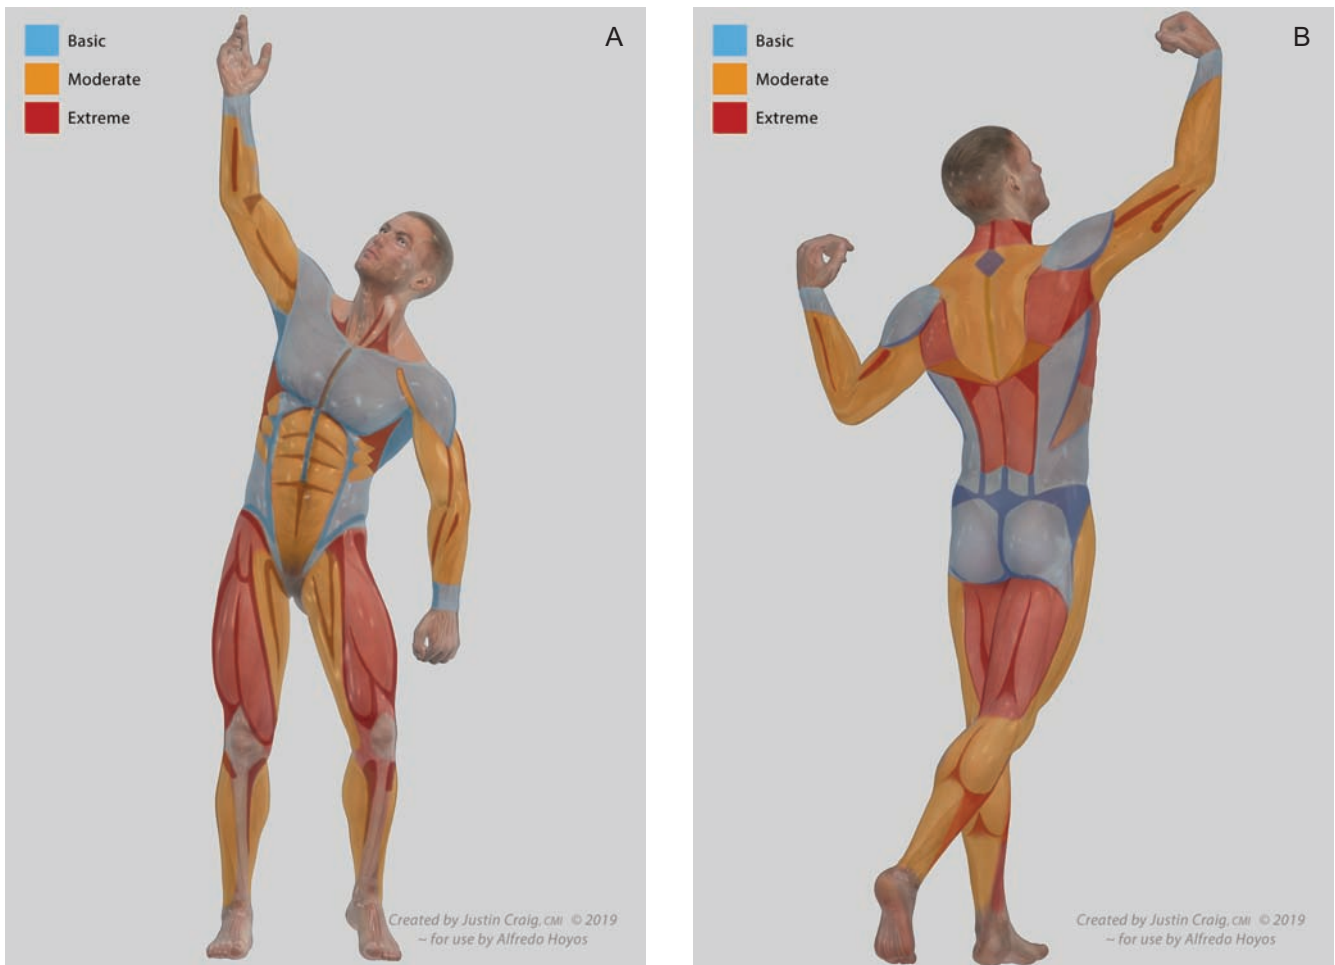 A
Basic
Moderate
Extreme
Created by Justin Craig, CMI © 2019
~ for use by Alfredo Hoyos
B
Basic
Moderate
Extreme
Created by Justin Craig, CMI © 2019
~ for use by Alfredo Hoyos